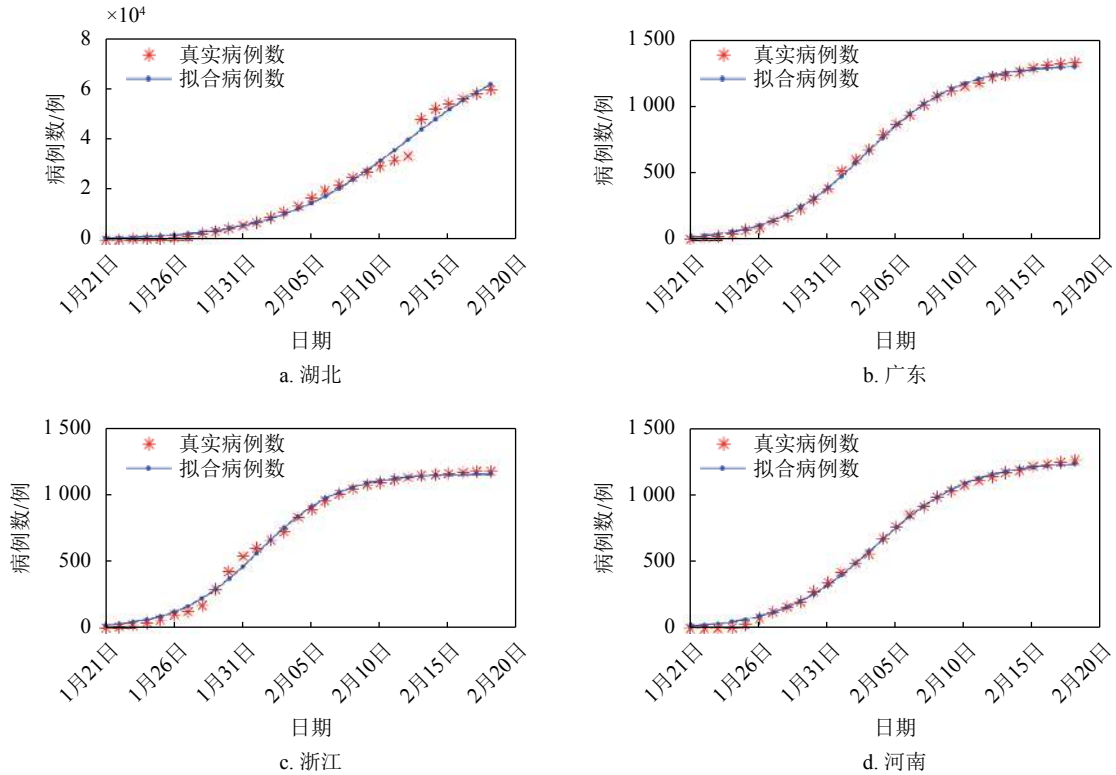 ×10⁴
8
6
4
2
0
病例数/例
真实病例数
拟合病例数
1月21日
1月26日
1月31日
2月05日
2月10日
2月15日
2月20日
日期
a. 湖北
1 500
1 000
500
0
病例数/例
真实病例数
拟合病例数
1月21日
1月26日
1月31日
2月05日
2月10日
2月15日
2月20日
日期
b. 广东
1 500
1 000
500
0
病例数/例
真实病例数
拟合病例数
1月21日
1月26日
1月31日
2月05日
2月10日
2月15日
2月20日
日期
c. 浙江
1 500
1 000
500
0
病例数/例
真实病例数
拟合病例数
1月21日
1月26日
1月31日
2月05日
2月10日
2月15日
2月20日
日期
d. 河南